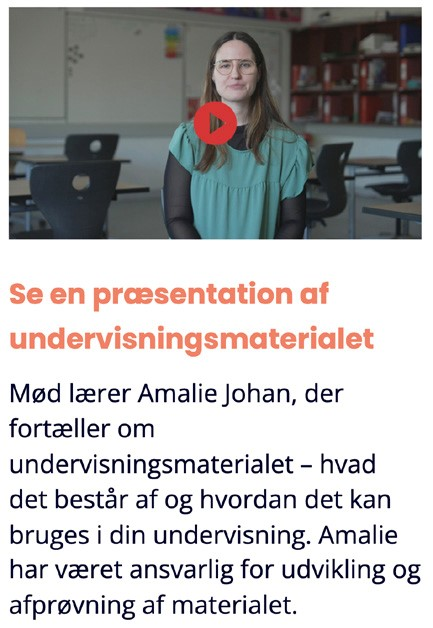 Se en præsentation af
undervisningsmaterialet
Mød lærer Amalie Johan, der
fortæller om
undervisningsmaterialet – hvad
det består af og hvordan det kan
bruges i din undervisning. Amalie
har været ansvarlig for udvikling og
afprøvning af materialet.